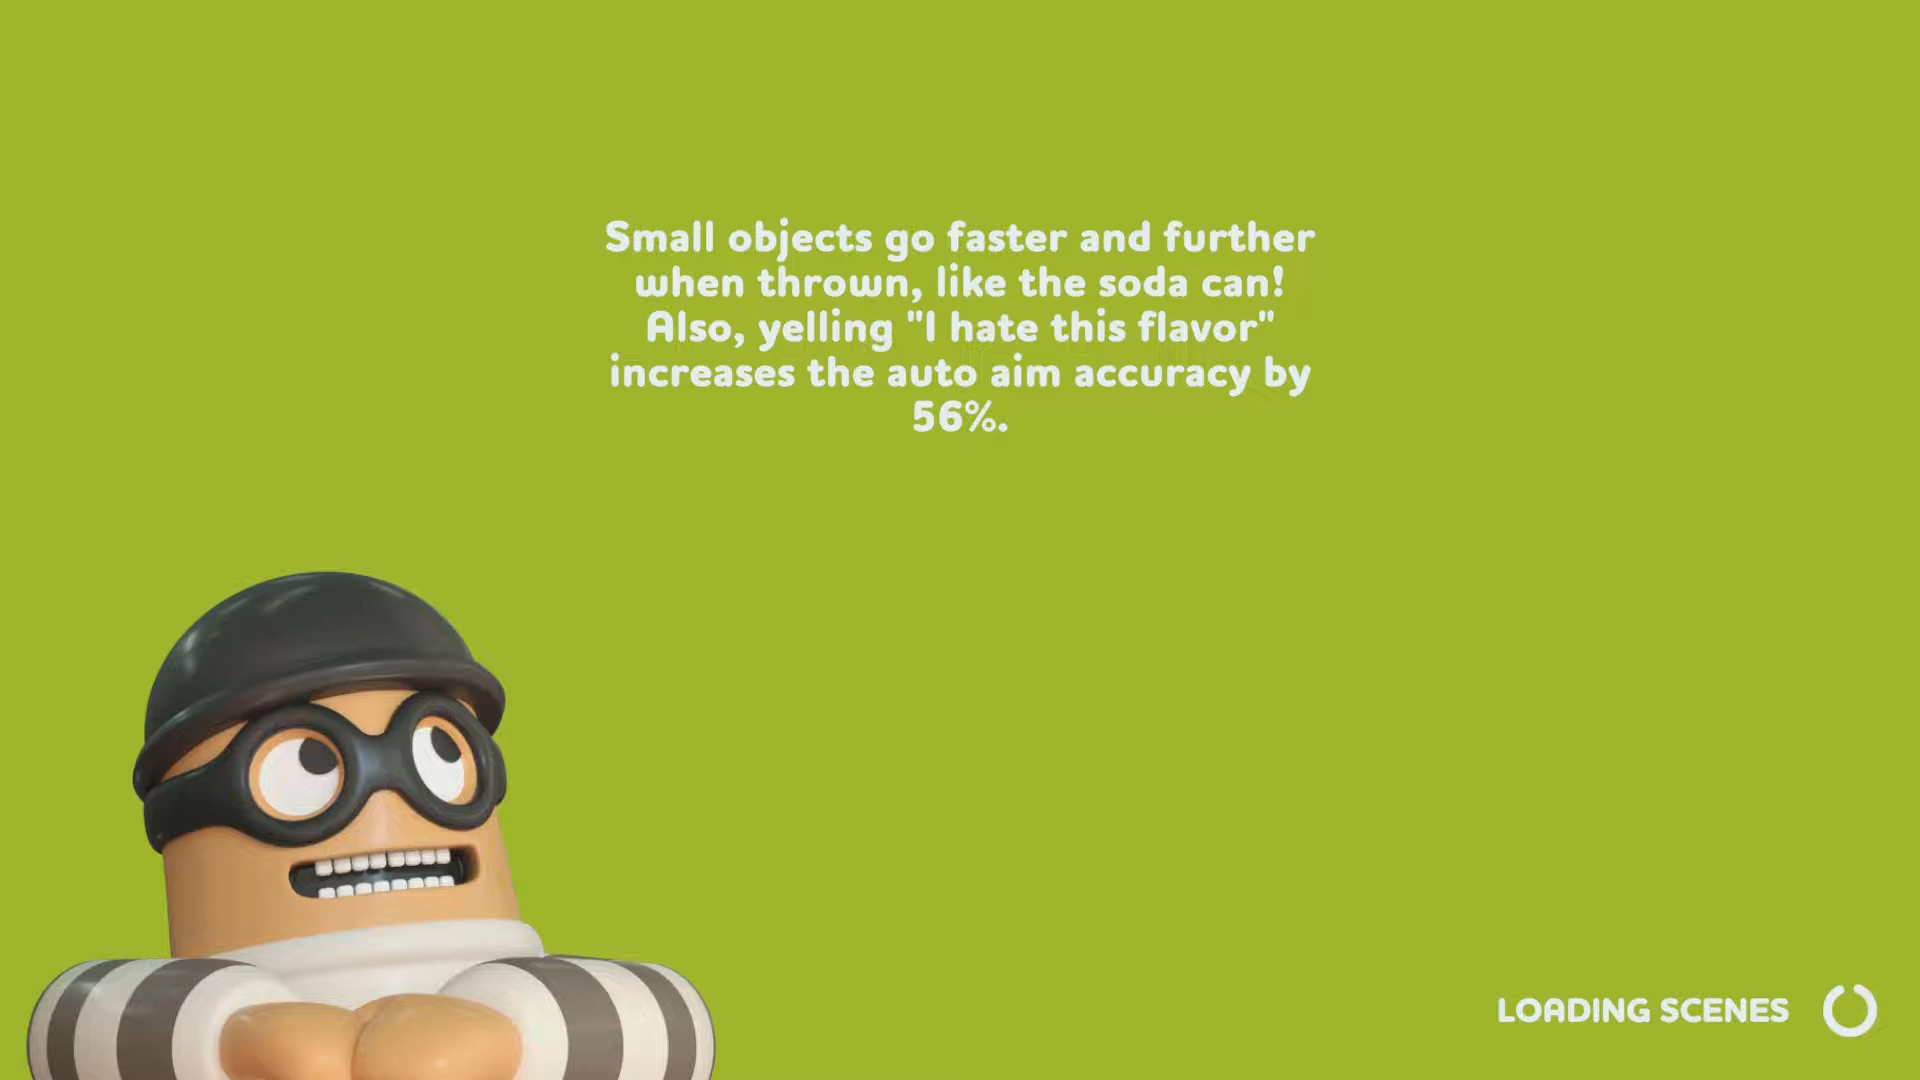 Small objects go faster and further
when thrown, like the soda can!
Also, yelling "I hate this flavor"
increases the auto aim accuracy by
56%.
LOADING SCENES